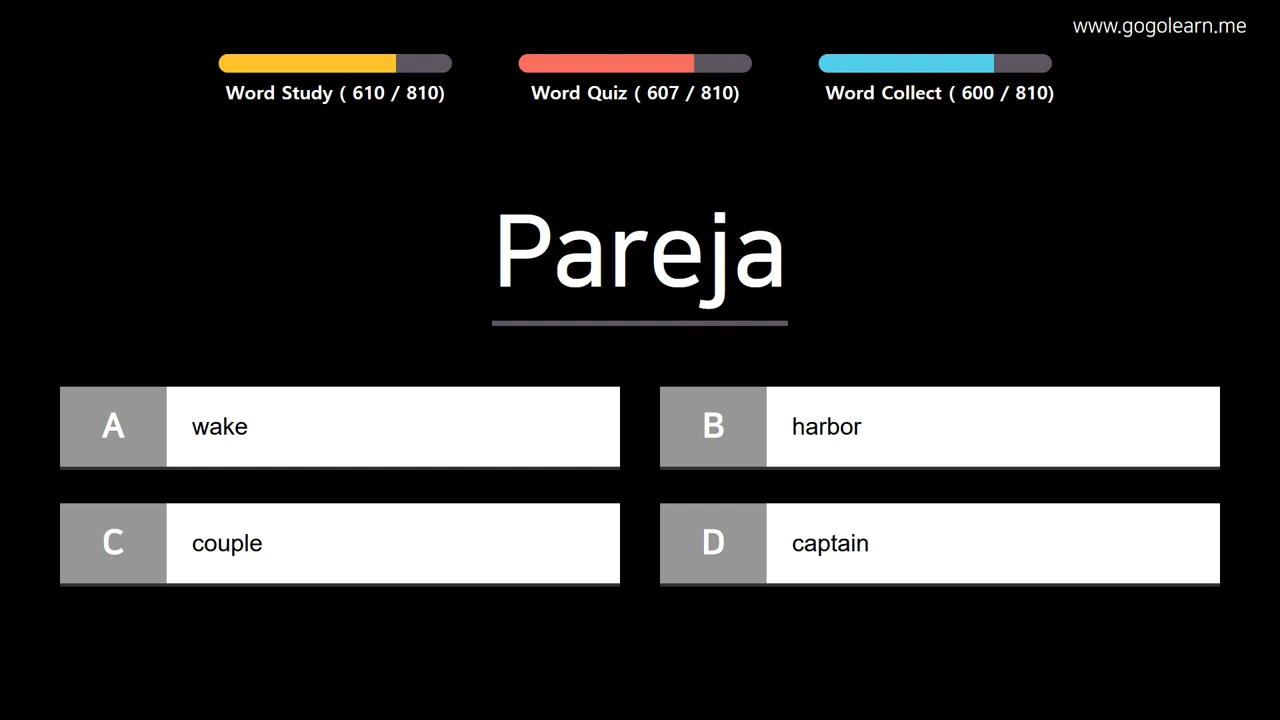 www.gogolearn.me
Word Study ( 610 / 810)
Word Quiz ( 607 / 810)
Word Collect ( 600 / 810)
Pareja
A wake
B harbor
C couple
D captain